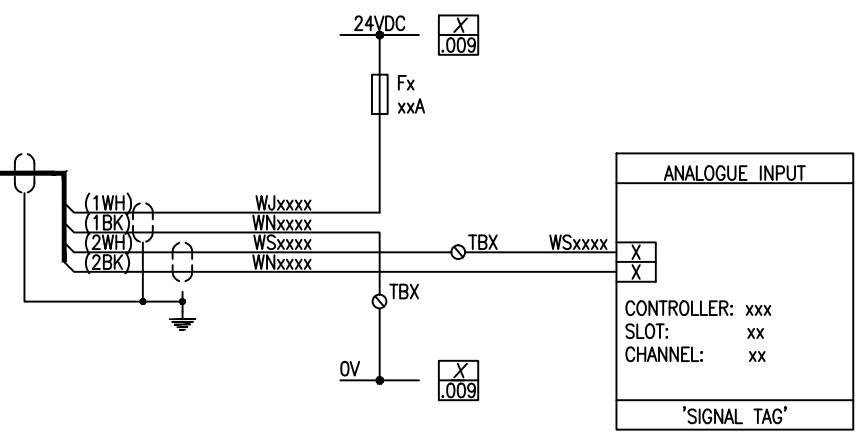 24VDC
X
.009
Fx
xxA
ANALOGUE INPUT
(1WH) WJxxxx
(1BK) WNxxxx
(2WH) WSxxxx TBX WSxxxx X
(2BK) WNxxxx X
TBX
CONTROLLER: xxx
SLOT: xx
CHANNEL: xx
0V
X
.009
'SIGNAL TAG'